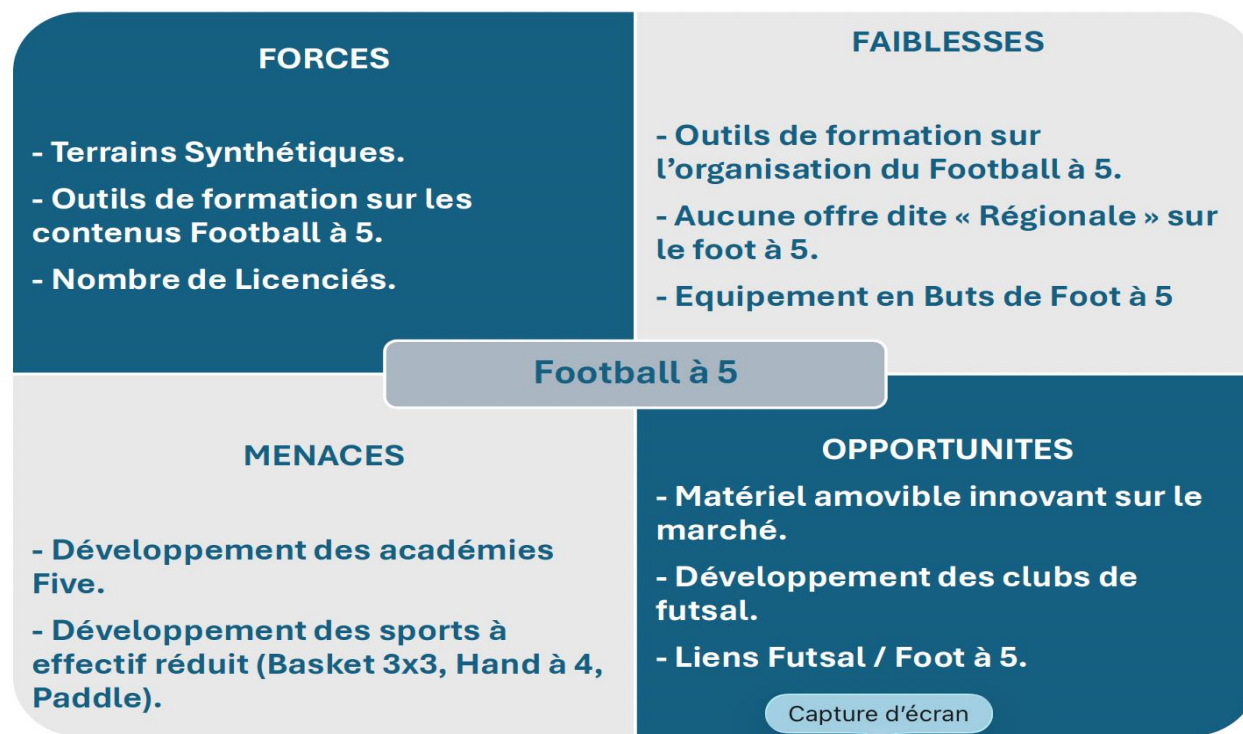 FORCES
- Terrains Synthétiques.
- Outils de formation sur les
contenus Football à 5.
- Nombre de Licenciés.
FAIBLESSES
- Outils de formation sur
l'organisation du Football à 5.
- Aucune offre dite « Régionale » sur
le foot à 5.
- Equipement en Buts de Foot à 5
Football à 5
MENACES
- Développement des académies
Five.
- Développement des sports à
effectif réduit (Basket 3x3, Hand à 4,
Paddle).
OPPORTUNITES
- Matériel amovible innovant sur le
marché.
- Développement des clubs de
futsal.
- Liens Futsal / Foot à 5.
Capture d'écran